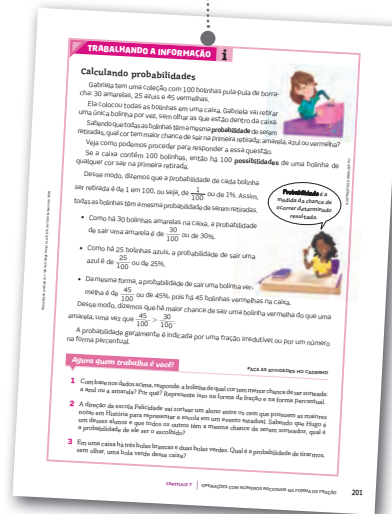 TRABALHANDO A INFORMAÇÃO i
Calculando probabilidades
Gabriela tem uma coleção com 100 bolinhas pula-pula de borra-
cha: 30 amarelas, 25 azuis e 45 vermelhas.
Ela colocou todas as bolinhas em uma caixa. Gabriela vai retirar
uma única bolinha por vez, sem olhar as que estão dentro da caixa.
Sabendo que todas as bolinhas têm a mesma probabilidade de serem
retiradas, qual cor tem maior chance de sair na primeira retirada: amarela, azul ou vermelha?
Veja como podemos proceder para responder a essa questão.
Se a caixa contém 100 bolinhas, então há 100 possibilidades de uma bolinha de
qualquer cor sair na primeira retirada.
Desse modo, dizemos que a probabilidade de cada bolinha
ser retirada é de 1 em 100, ou seja, de 1/100 ou de 1%. Assim,
todas as bolinhas têm a mesma probabilidade de serem retiradas.
Probabilidade é a
medida da chance de
ocorrer determinado
resultado.
• Como há 30 bolinhas amarelas na caixa, a probabilidade
de sair uma amarela é de 30/100 ou de 30%.
• Como há 25 bolinhas azuis, a probabilidade de sair uma
azul é de 25/100 ou de 25%.
• Da mesma forma, a probabilidade de sair uma bolinha ver-
melha é de 45/100 ou de 45%, pois há 45 bolinhas vermelhas na caixa.
Desse modo, dizemos que há maior chance de sair uma bolinha vermelha do que uma
amarela, uma vez que 45/100 > 30/100.
A probabilidade geralmente é indicada por uma fração irredutível ou por um número
na forma percentual.
Agora quem trabalha é você!
FAÇA AS ATIVIDADES NO CADERNO
1 Com base nos dados acima, responda: a bolinha de qual cor tem menor chance de ser sorteada:
a azul ou a amarela? Por quê? Represente isso na forma de fração e na forma percentual.
2 A direção da escola Felicidade vai sortear um aluno entre os cem que possuem as maiores
notas em História para representar a escola em um evento estadual. Sabendo que Hugo é
um desses alunos e que todos os outros têm a mesma chance de serem sorteados, qual é
a probabilidade de ele ser o escolhido?
3 Em uma caixa há três bolas brancas e duas bolas verdes. Qual é a probabilidade de tirarmos,
sem olhar, uma bola verde dessa caixa?
CAPÍTULO 7 OPERAÇÕES COM NÚMEROS RACIONAIS NA FORMA DE FRAÇÃO 201